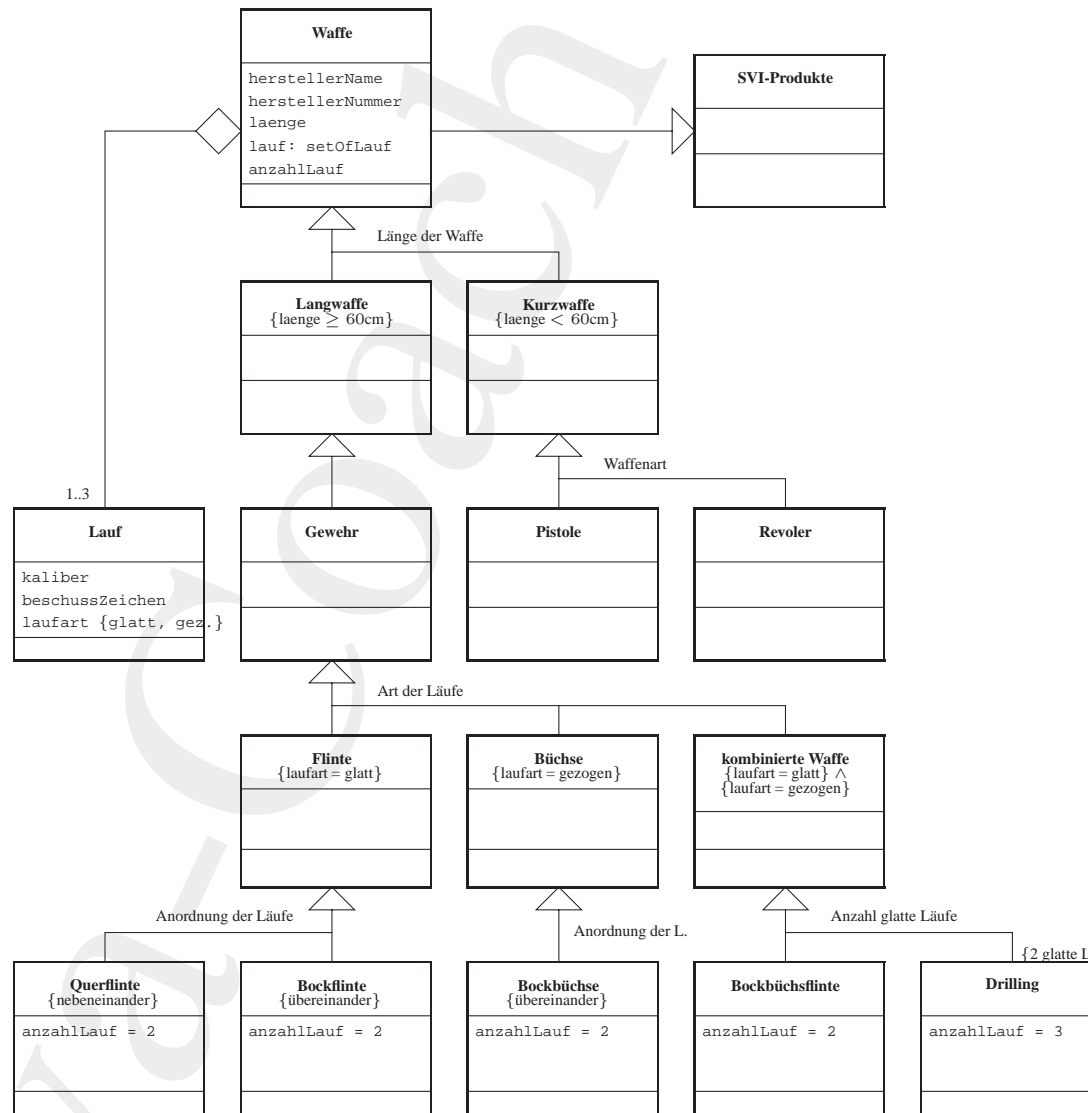 Waffe
herstellerName
herstellerNummer
laenge
lauf: setOfLauf
anzahlLauf
SVI-Produkte
Länge der Waffe
Langwaffe
{laenge ≥ 60cm}
Kurzwaffe
{laenge < 60cm}
Waffenart
1..3
Lauf
kaliber
beschussZeichen
laufart {glatt, gez.}
Gewehr
Pistole
Revoler
Art der Läufe
Flinte
{laufart = glatt}
Büchse
{laufart = gezogen}
kombinierte Waffe
{laufart = glatt} ∧
{laufart = gezogen}
Anordnung der Läufe
Anordnung der L.
Anzahl glatte Läufe
{2 glatte L
Querflinte
{nebeneinander}
anzahlLauf = 2
Bockflinte
{übereinander}
anzahlLauf = 2
Bockbüchse
{übereinander}
anzahlLauf = 2
Bockbüchsflinte
anzahlLauf = 2
Drilling
anzahlLauf = 3
a-Coach